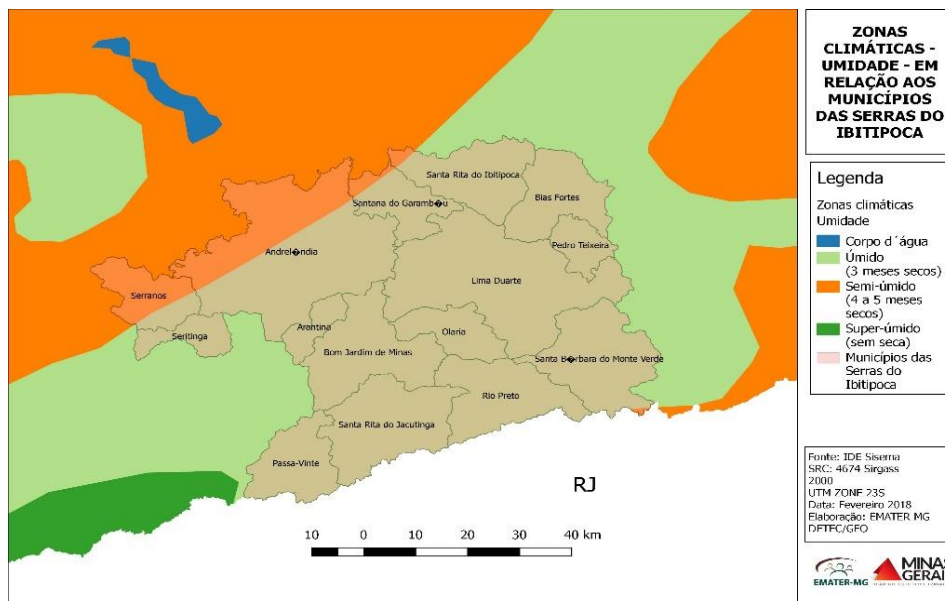 ZONAS
CLIMÁTICAS -
UMIDADE - EM
RELAÇÃO AOS
MUNICÍPIOS
DAS SERRAS DO
IBITIPOCA
Legenda
Zonas climáticas
Umidade
Corpo d´água
Úmido
(3 meses secos)
Semi-úmido
(4 a 5 meses
secos)
Super-úmido
(sem seca)
Municípios das
Serras do
Ibitipoca
Santa Rita do Ibitipoca
Bias Fortes
Santana do Garamb�u
Pedro Teixeira
Andrel�ndia
Lima Duarte
Serranos
Seritinga
Arantina
Olaria
Bom Jardim de Minas
Santa B�rbara do Monte Verde
Rio Preto
Santa Rita do Jacutinga
Passa-Vinte
RJ
10 0 10 20 30 40 km
Fonte: IDE Sisema
SRC: 4674 Sirgass
2000
UTM ZONE 23S
Data: Fevereiro 2018
Elaboração: EMATER MG
DETEC/GEO
EMATER-MG
MINAS
GERAIS